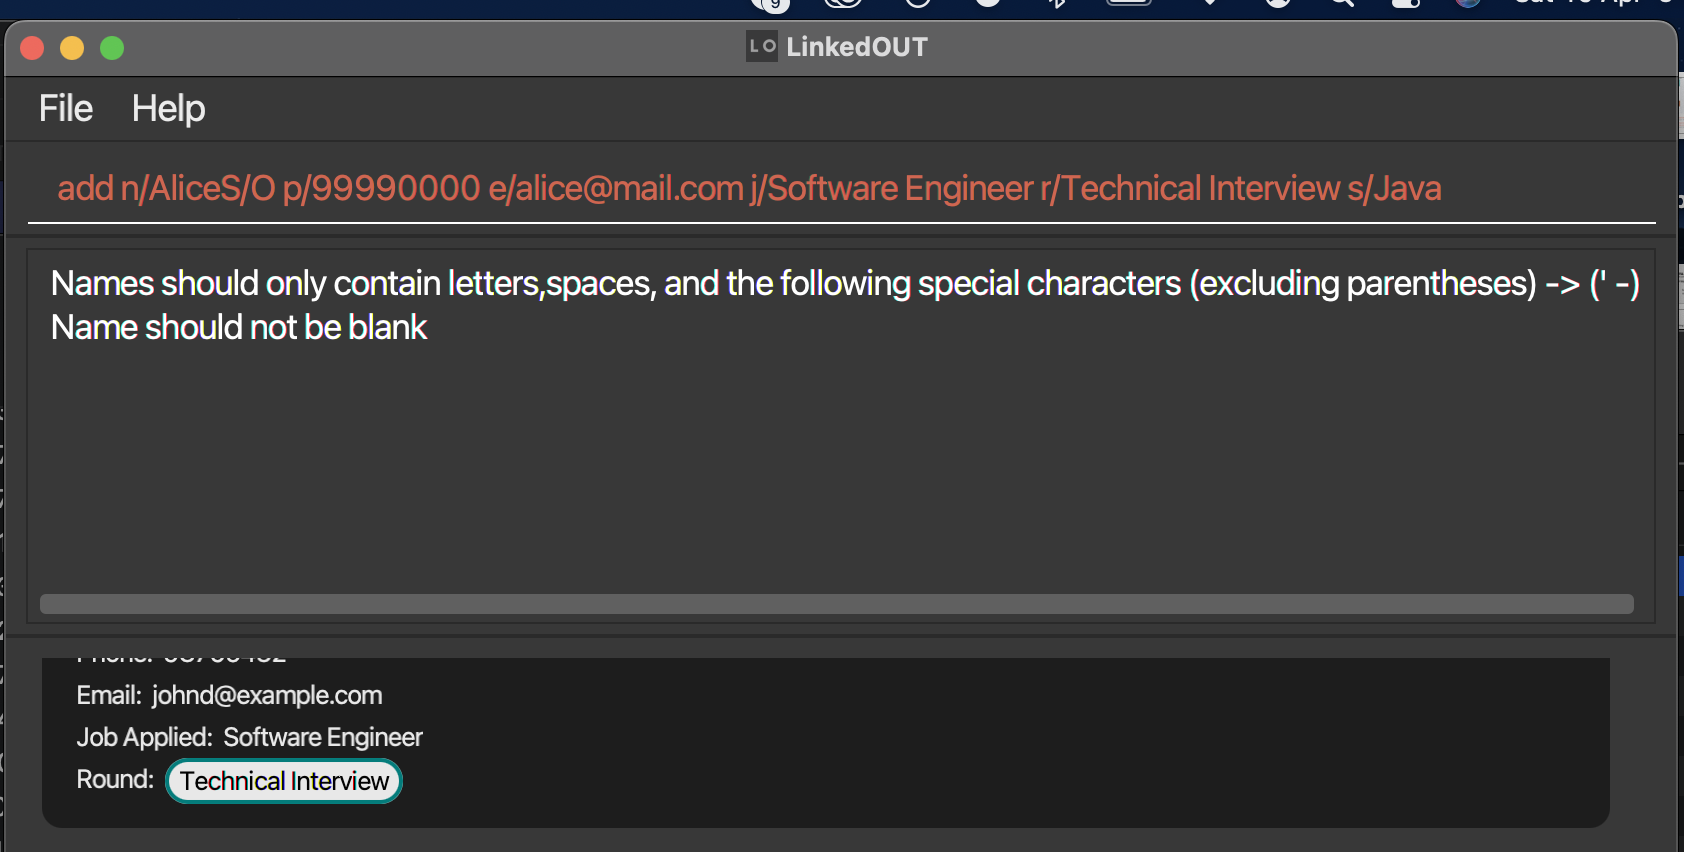 9
LO LinkedOUT
File Help
add n/AliceS/O p/99990000 e/alice@mail.com j/Software Engineer r/Technical Interview s/Java
Names should only contain letters,spaces, and the following special characters (excluding parentheses) -> (' -)
Name should not be blank
Email: johnd@example.com
Job Applied: Software Engineer
Round: Technical Interview